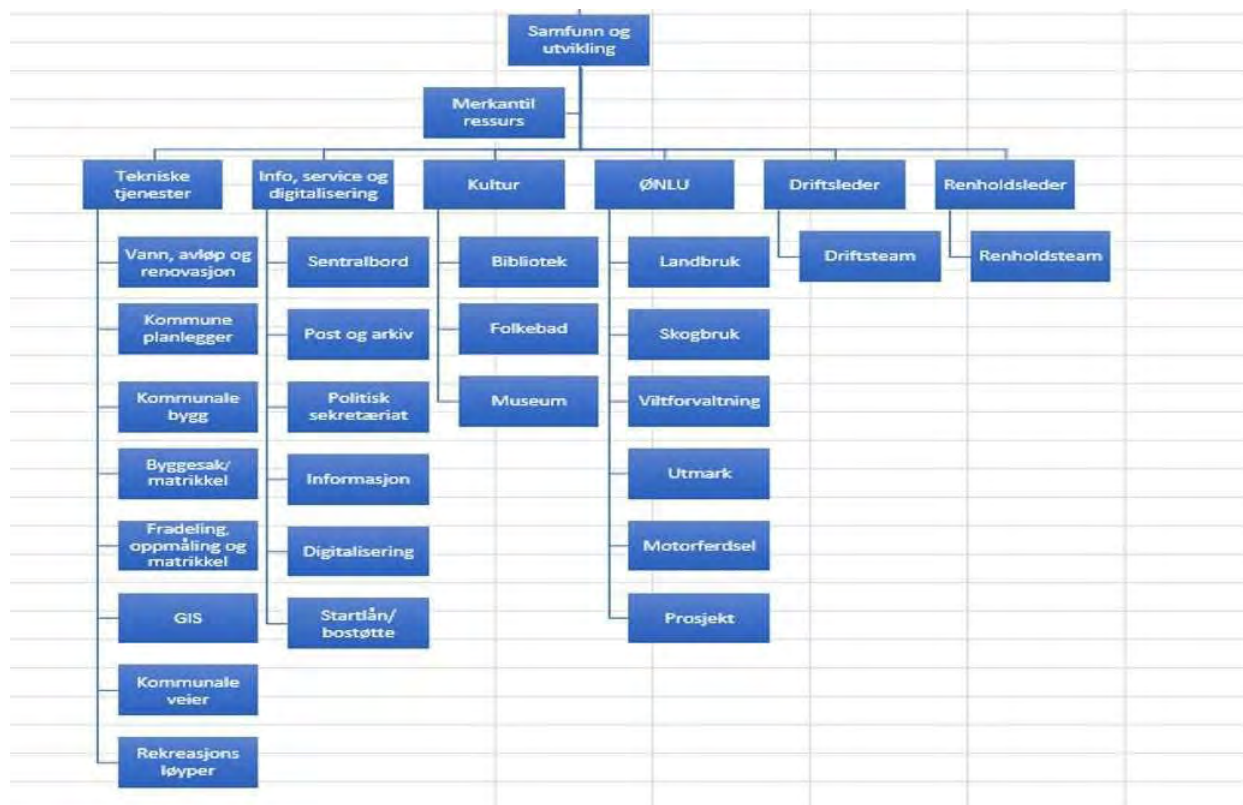 Samfunn og
utvikling
Merkantil
ressurs
Tekniske
tjenester
Info, service og
digitalisering
Kultur
ØNLU
Driftsleder
Renholdsleder
Vann, avløp og
renovasjon
Kommune
planlegger
Kommunale
bygg
Byggesak/
matrikkel
Fradeling,
oppmåling og
matrikkel
GIS
Kommunale
veier
Rekreasjons
løyper
Sentralbord
Post og arkiv
Politisk
sekretæriat
Informasjon
Digitalisering
Startlån/
bostøtte
Bibliotek
Folkebad
Museum
Landbruk
Skogbruk
Viltforvaltning
Utmark
Motorferdsel
Prosjekt
Driftsteam
Renholdsteam